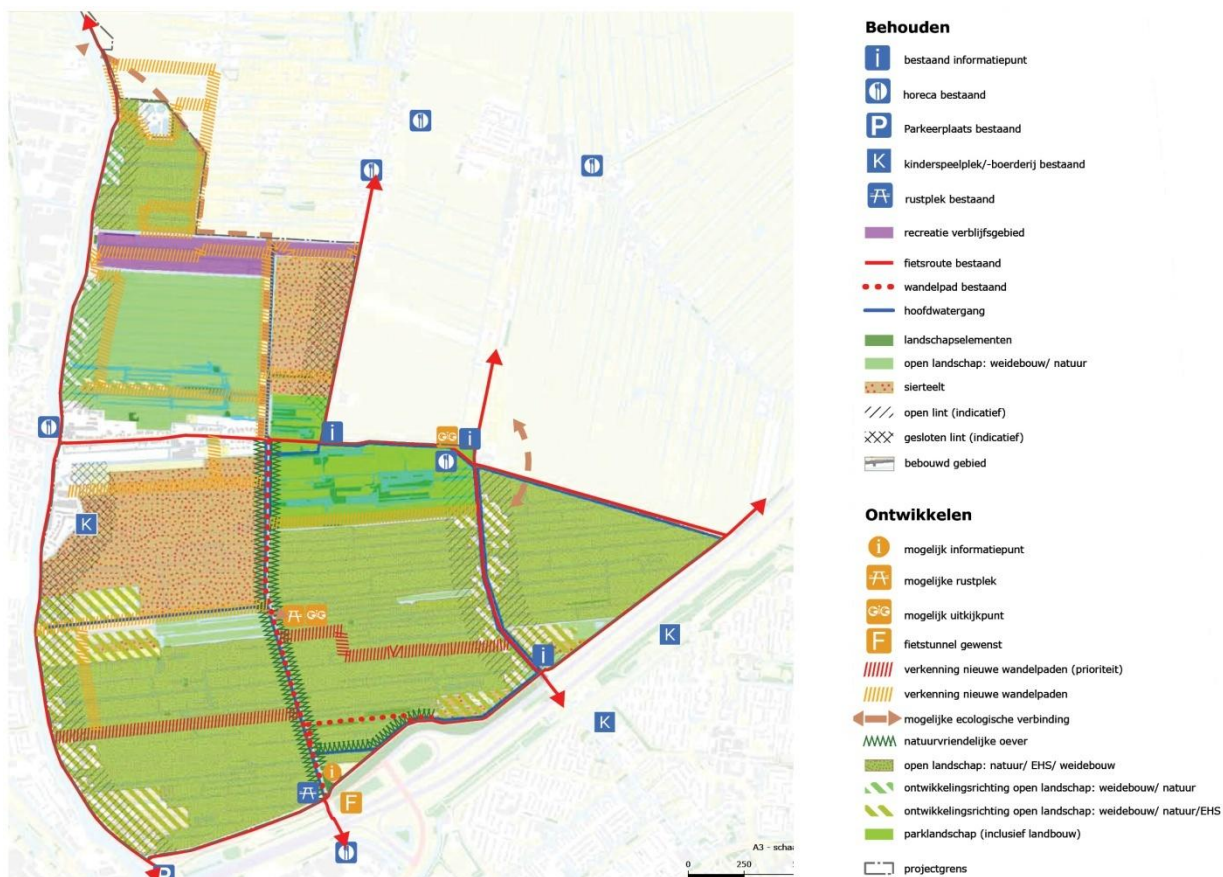 Behouden
i bestaand informatiepunt
horeca bestaand
P Parkeerplaats bestaand
K kinderspeelplek/-boerderij bestaand
rustplek bestaand
recreatie verblijfsgebied
fietsroute bestaand
wandelpad bestaand
hoofdwatergang
landschapselementen
open landschap: weidebouw/ natuur
sierteelt
open lint (indicatief)
gesloten lint (indicatief)
bebouwd gebied
Ontwikkelen
i mogelijk informatiepunt
mogelijke rustplek
mogelijk uitkijkpunt
F fietstunnel gewenst
verkenning nieuwe wandelpaden (prioriteit)
verkenning nieuwe wandelpaden
mogelijke ecologische verbinding
natuurvriendelijke oever
open landschap: natuur/ EHS/ weidebouw
ontwikkelingsrichting open landschap: weidebouw/ natuur
ontwikkelingsrichting open landschap: weidebouw/ natuur/EHS
parklandschap (inclusief landbouw)
projectgrens
i
i
K
i
K
K
i
F
P
A3 - schaa
0 250